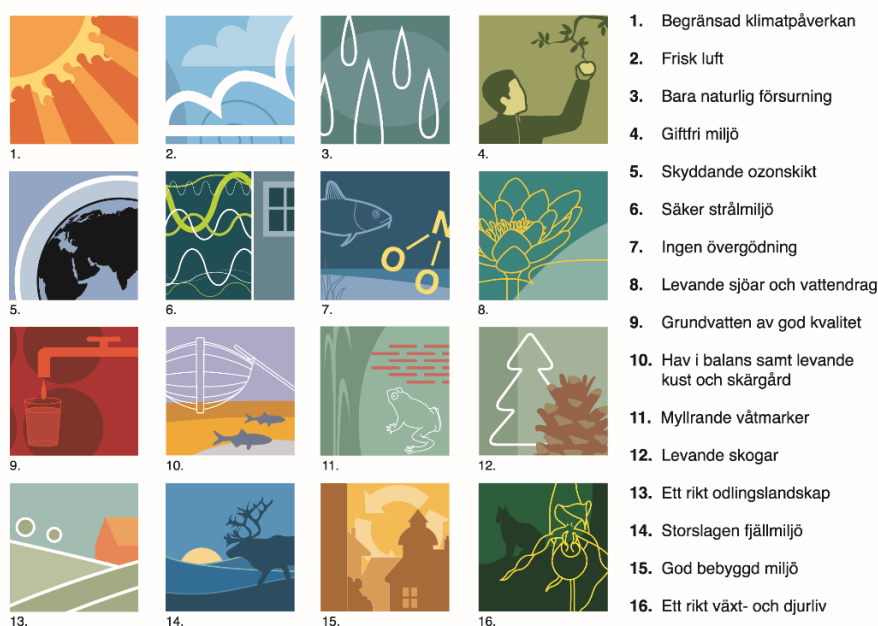 1.
2.
3.
4.
5.
6.
N
O
O
7.
8.
9.
10.
11.
12.
13.
14.
15.
16.
1. Begränsad klimatpåverkan
2. Frisk luft
3. Bara naturlig försurning
4. Giftfri miljö
5. Skyddande ozonskikt
6. Säker strålmiljö
7. Ingen övergödning
8. Levande sjöar och vattendrag
9. Grundvatten av god kvalitet
10. Hav i balans samt levande
kust och skärgård
11. Myllrande våtmarker
12. Levande skogar
13. Ett rikt odlingslandskap
14. Storslagen fjällmiljö
15. God bebyggd miljö
16. Ett rikt växt- och djurliv